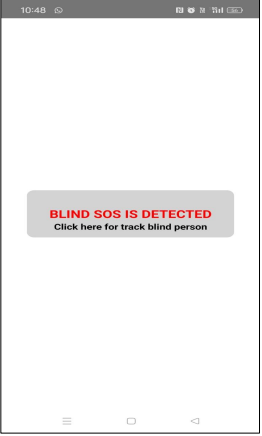 10:48
BLIND SOS IS DETECTED
Click here for track blind person